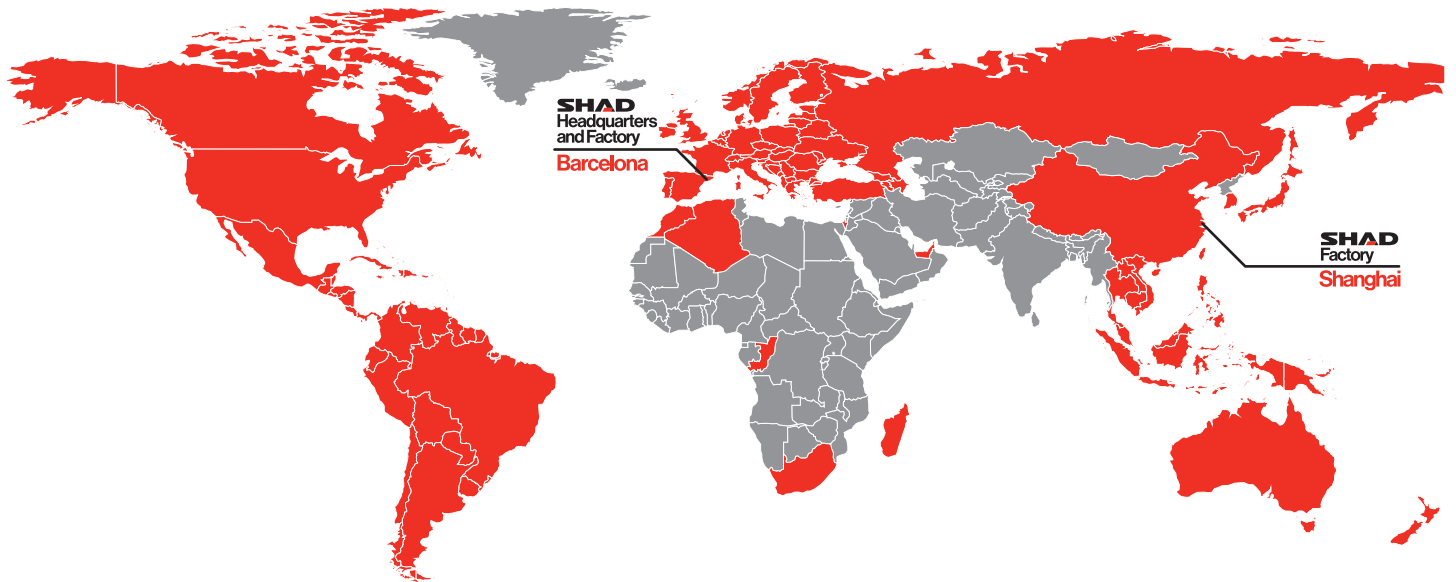 SHAD
Headquarters
and Factory
Barcelona
SHAD
Factory
Shanghai